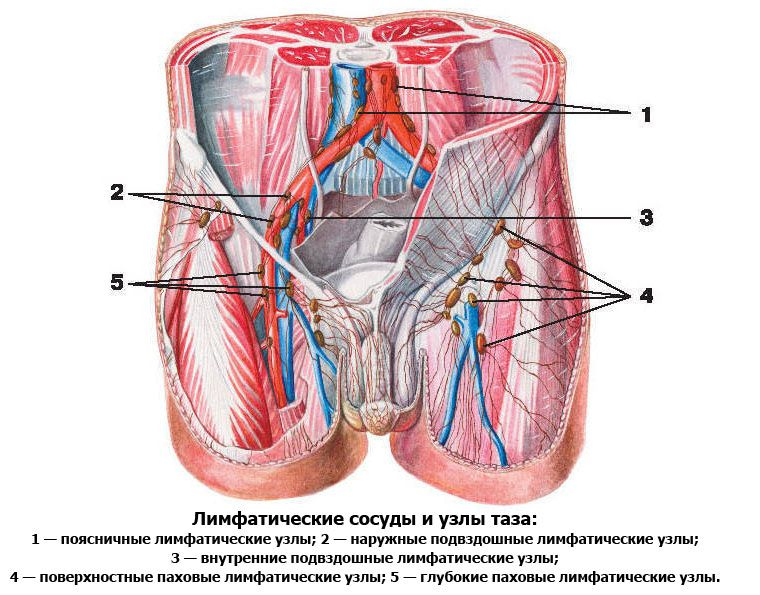 1
2
3
5
4
Лимфатические сосуды и узлы таза:
1 — поясничные лимфатические узлы; 2 — наружные подвздошные лимфатические узлы;
3 — внутренние подвздошные лимфатические узлы;
4 — поверхностные паховые лимфатические узлы; 5 — глубокие паховые лимфатические узлы.